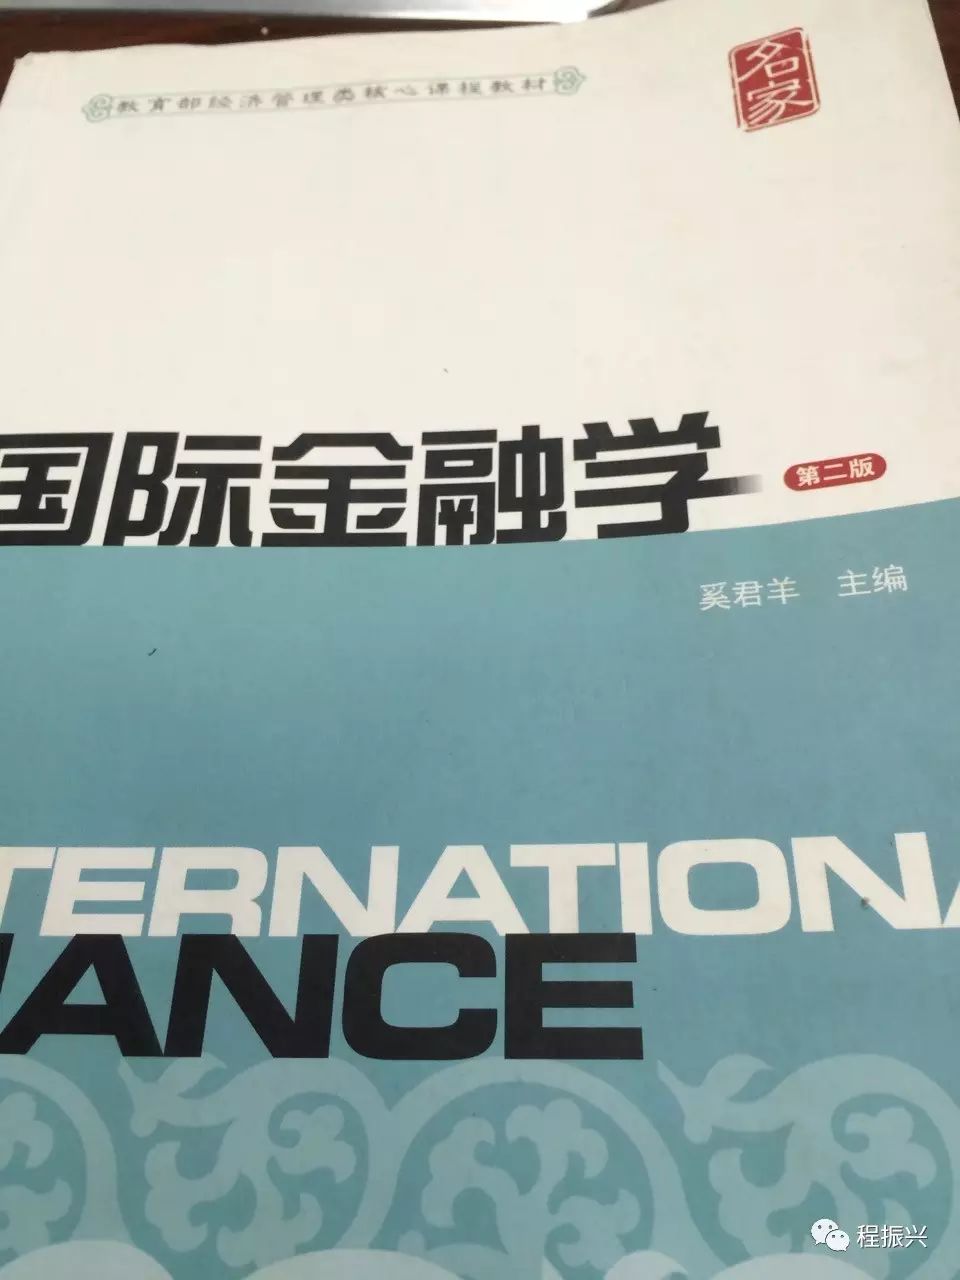 教育部经济管理类核心课程教材
名家
国际金融学
第二版
奚君羊 主编
TERNATIONA
ANCE
程振兴